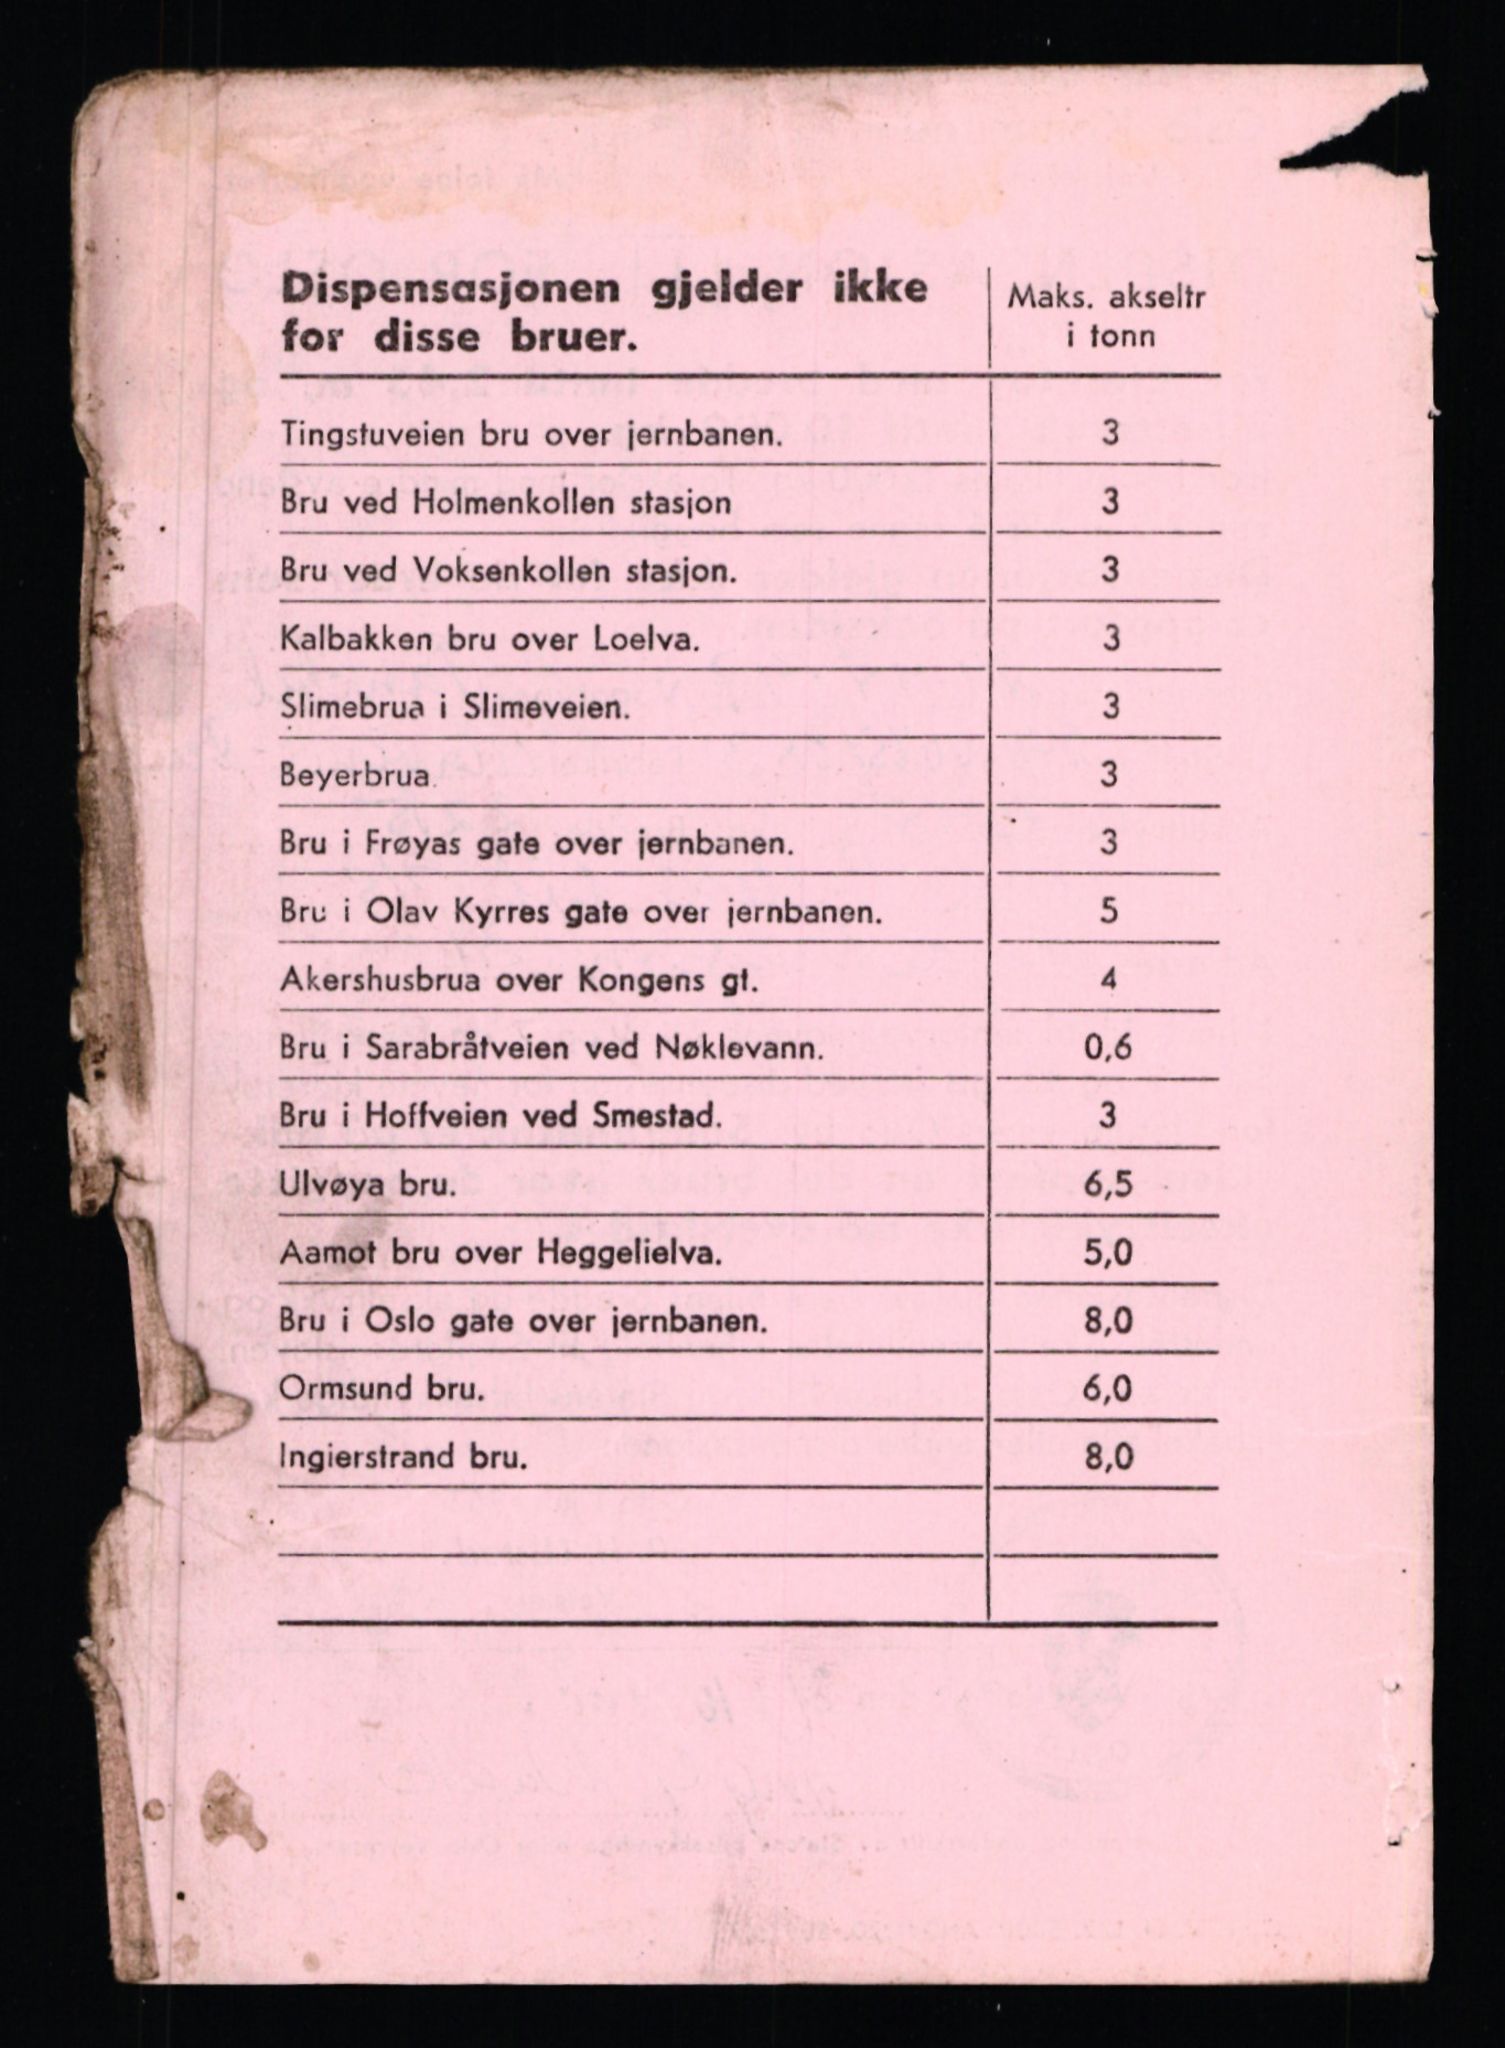 Dispensasjonen gjelder ikke
for disse bruer.
Maks. akseltr
i tonn
Tingstuveien bru over jernbanen. 3
Bru ved Holmenkollen stasjon 3
Bru ved Voksenkollen stasjon. 3
Kalbakken bru over Loelva. 3
Slimebrua i Slimeveien. 3
Beyerbrua. 3
Bru i Frøyas gate over jernbanen. 3
Bru i Olav Kyrres gate over jernbanen. 5
Akershusbrua over Kongens gt. 4
Bru i Sarabråtveien ved Nøklevann. 0,6
Bru i Hoffveien ved Smestad. 3
Ulvøya bru. 6,5
Aamot bru over Heggelielva. 5,0
Bru i Oslo gate over jernbanen. 8,0
Ormsund bru. 6,0
Ingierstrand bru. 8,0